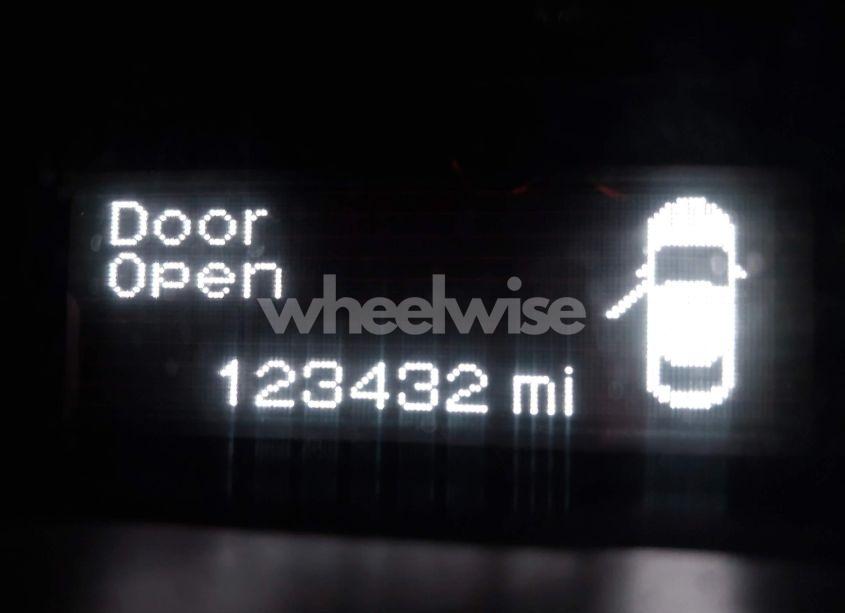 Door
Open
wheelwise
123432 mi